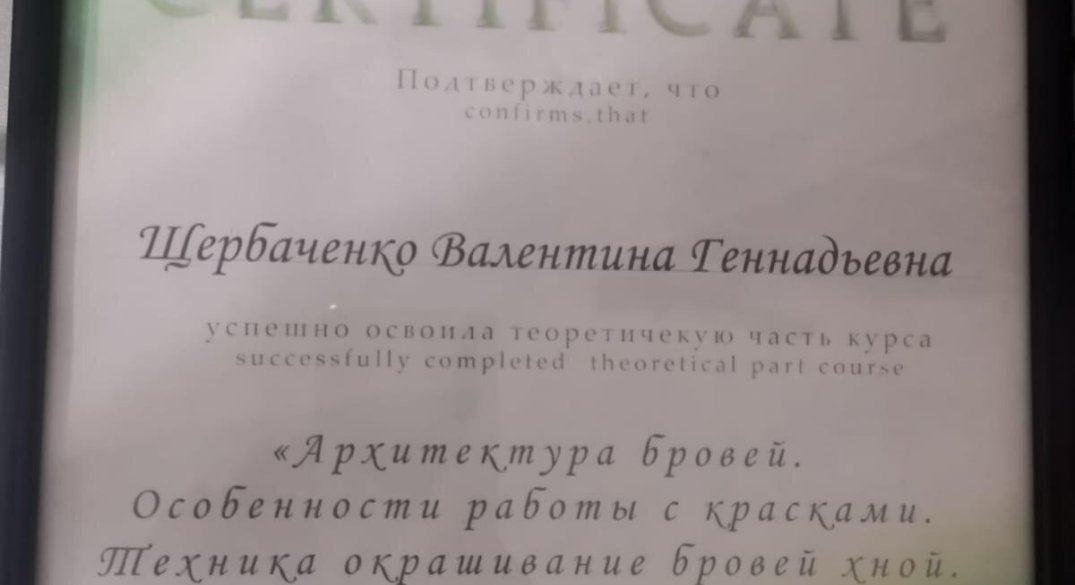 CERTIFICATE
Подтверждает, что
confirms,that
Щербаченко Валентина Геннадьевна
успешно освоила теоретичекую часть курса
successfully completed theoretical part course
«Архитектура бровей.
Особенности работы с красками.
Техника окрашивание бровей хной.